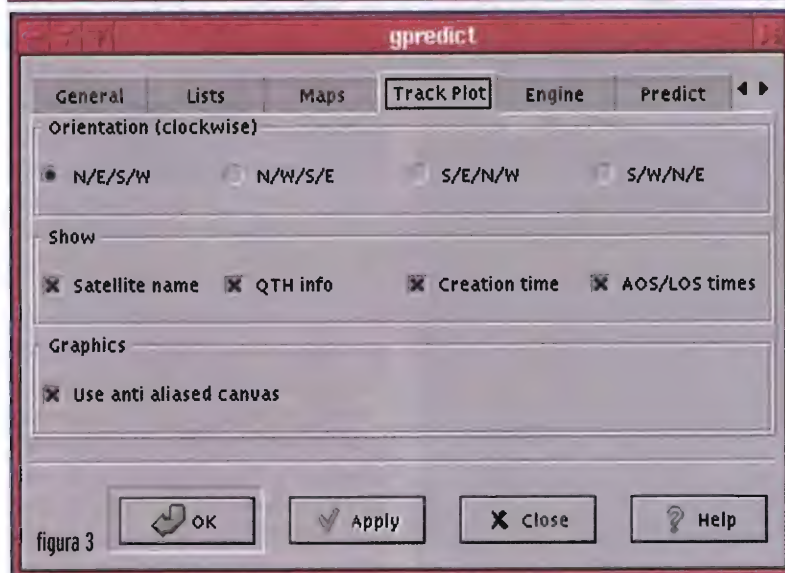 gpredict
General Lists Maps Track Plot Engine Predict
Orientation (clockwise)
N/E/S/W N/W/S/E S/E/N/W S/W/N/E
Show
Satellite name QTH info Creation time AOS/LOS times
Graphics
Use anti aliased canvas
OK Apply Close Help
figura 3